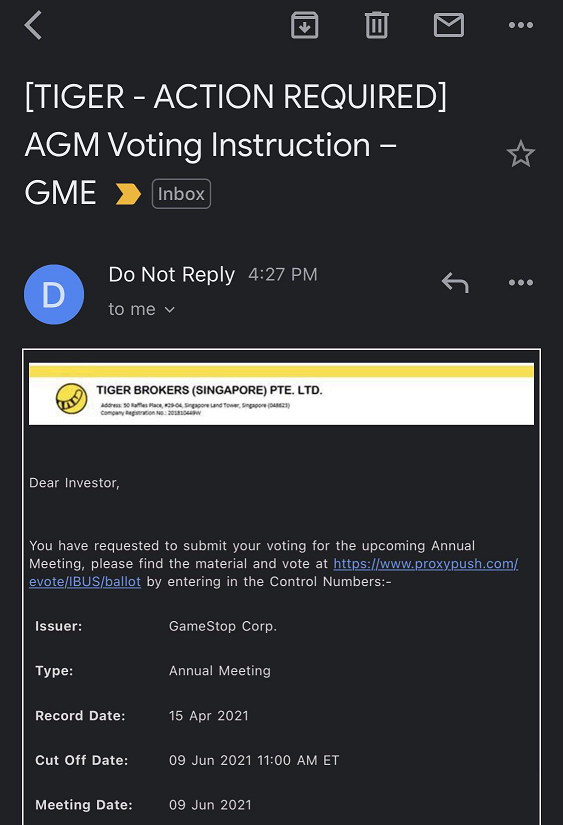 [TIGER - ACTION REQUIRED]
AGM Voting Instruction –
GME Inbox
D
Do Not Reply 4:27 PM
to me
TIGER BROKERS (SINGAPORE) PTE. LTD.
Address: 50 Raffles Place, #29-04, Singapore Land Tower, Singapore (048623)
Company Registration No.: 201810449W
Dear Investor,
You have requested to submit your voting for the upcoming Annual
Meeting, please find the material and vote at https://www.proxypush.com/
evote/IBUS/ballot by entering in the Control Numbers:-
Issuer: GameStop Corp.
Type: Annual Meeting
Record Date: 15 Apr 2021
Cut Off Date: 09 Jun 2021 11:00 AM ET
Meeting Date: 09 Jun 2021